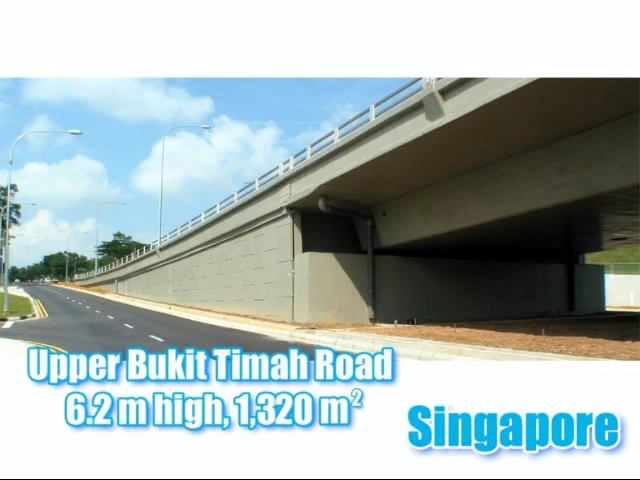 Upper Bukit Timah Road
6.2 m high, 1,320 m²
Singapore